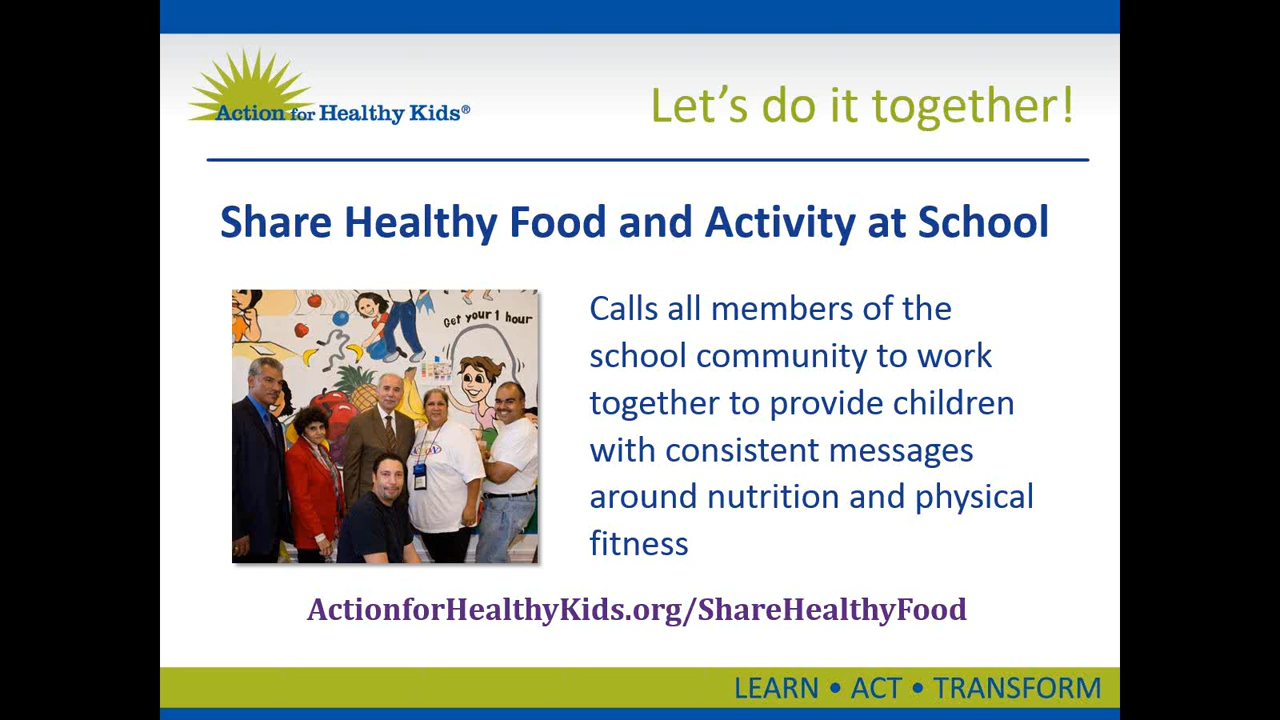 Action for Healthy Kids®
Let's do it together!
Share Healthy Food and Activity at School
Get your 1 hour
Calls all members of the
school community to work
together to provide children
with consistent messages
around nutrition and physical
fitness
ActionforHealthyKids.org/ShareHealthyFood
LEARN • ACT • TRANSFORM